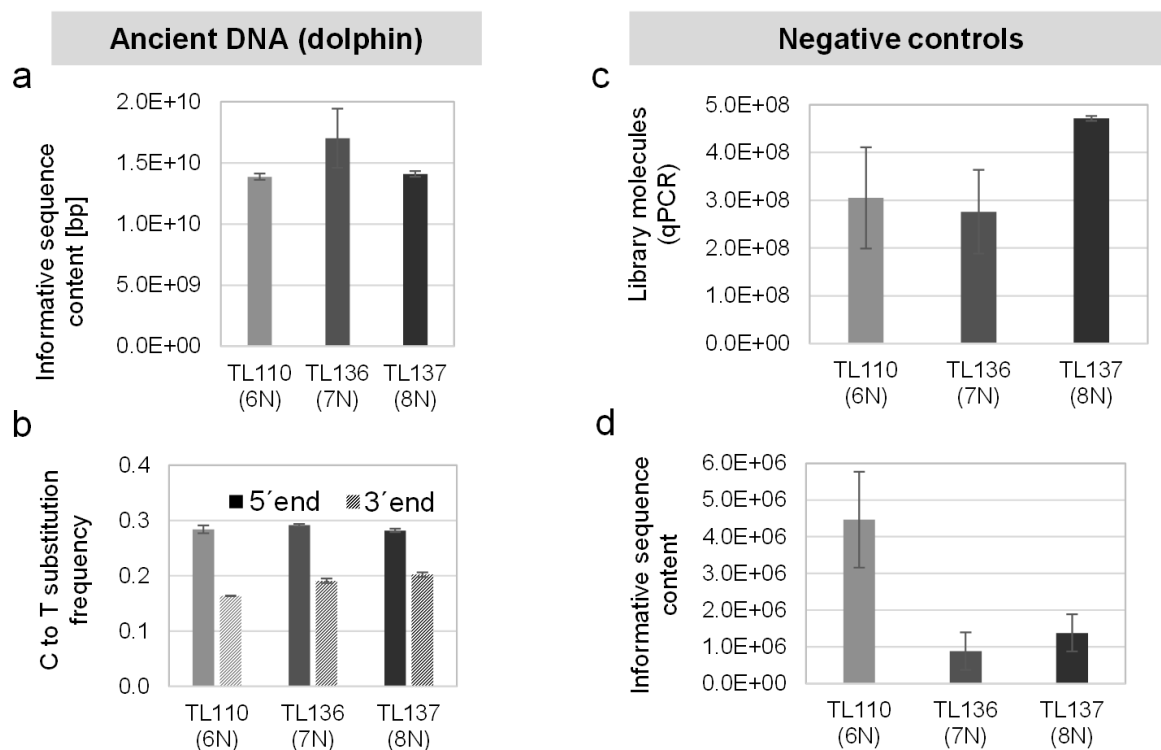 Ancient DNA (dolphin)
a
Informative sequence
content [bp]
2.0E+10
1.5E+10
1.0E+10
5.0E+09
0.0E+00
TL110
(6N)
TL136
(7N)
TL137
(8N)
b
C to T substitution
frequency
0.4
0.3
0.2
0.1
0.0
5´end
3´end
TL110
(6N)
TL136
(7N)
TL137
(8N)
Negative controls
c
Library molecules
(qPCR)
5.0E+08
4.0E+08
3.0E+08
2.0E+08
1.0E+08
0.0E+00
TL110
(6N)
TL136
(7N)
TL137
(8N)
d
Informative sequence
content
6.0E+06
5.0E+06
4.0E+06
3.0E+06
2.0E+06
1.0E+06
0.0E+00
TL110
(6N)
TL136
(7N)
TL137
(8N)